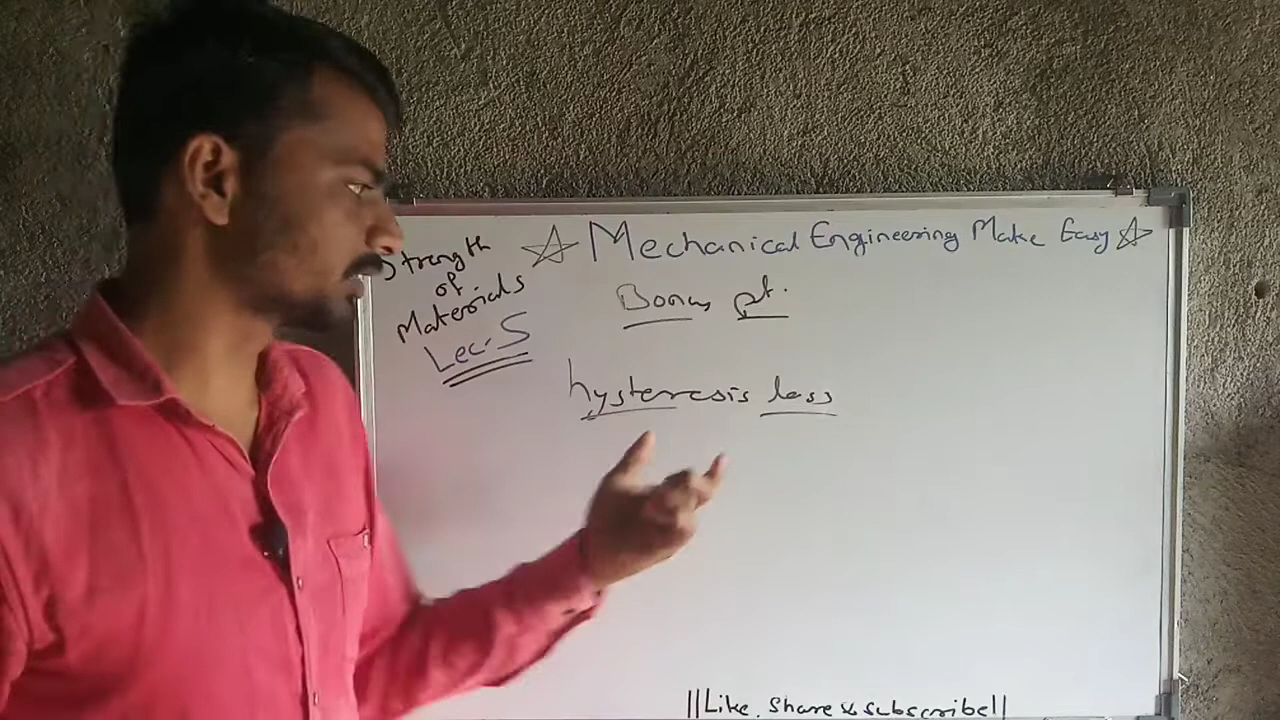 Strength
of
Materials
Lec-5
☆ Mechanical Engineering Make Easy ☆
Bonus pt.
hysteresis loss
||Like, Share & subscribe||